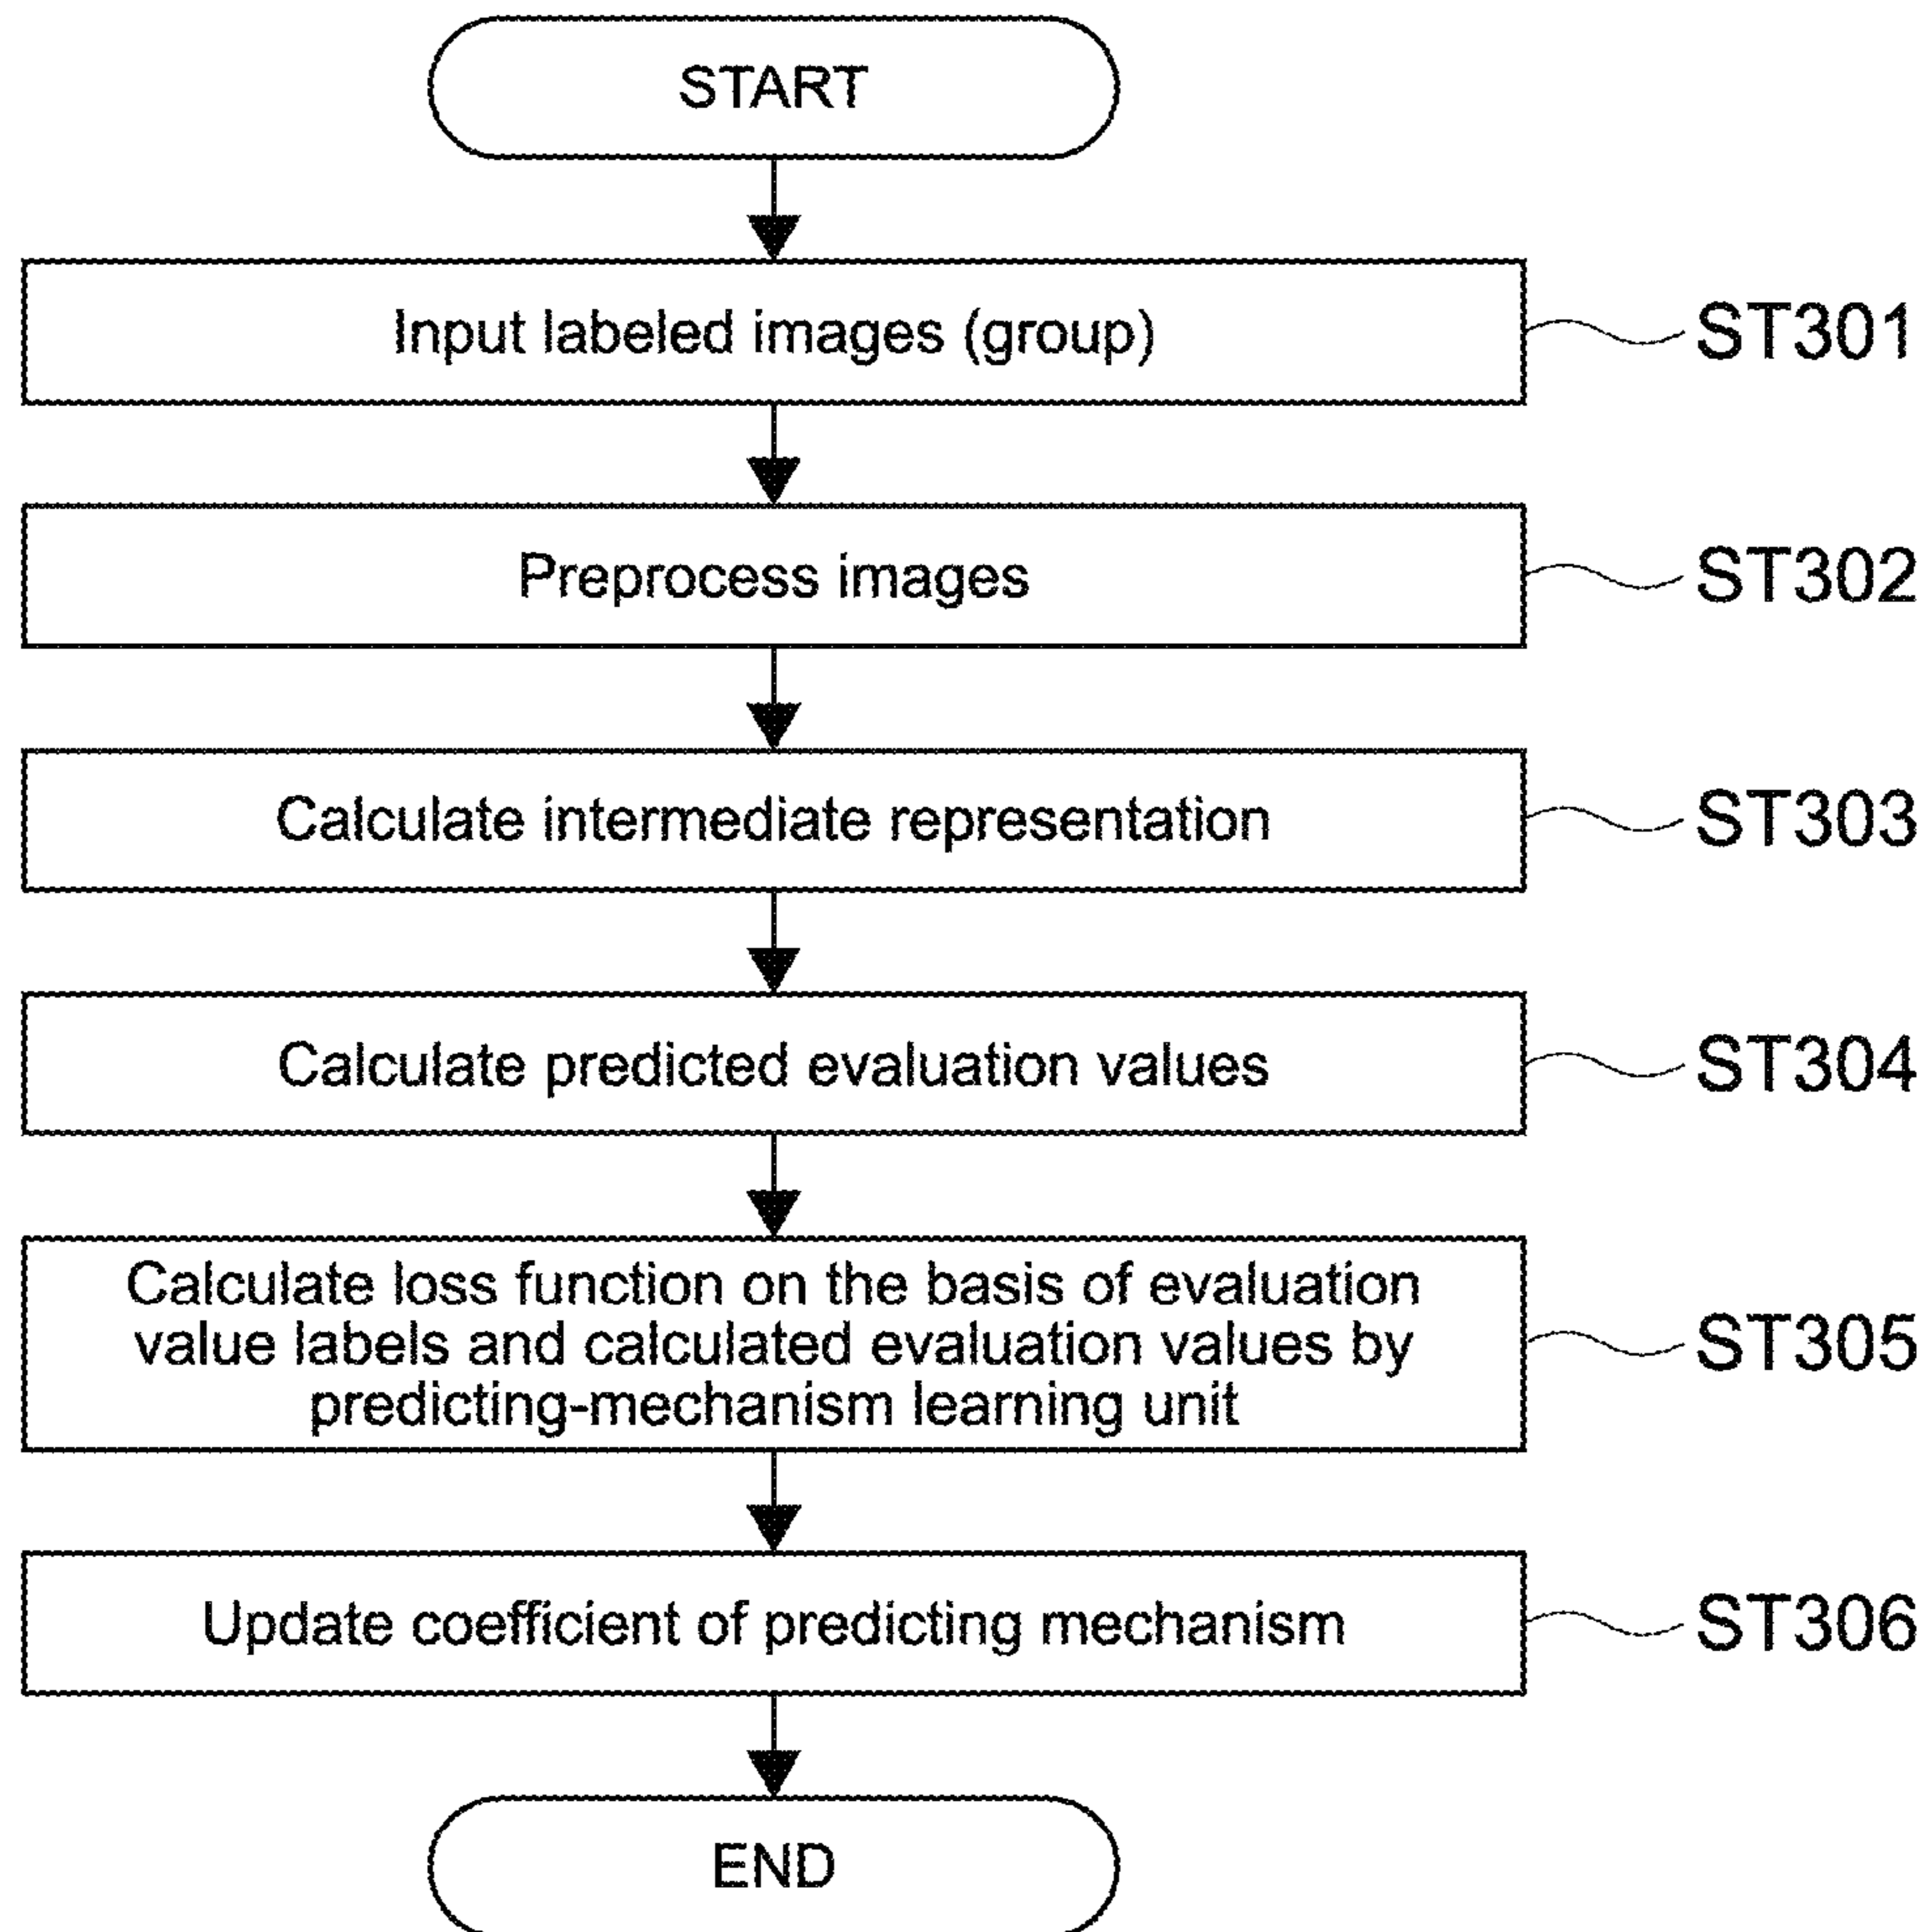 START
Input labeled images (group)
ST301
Preprocess images
ST302
Calculate intermediate representation
ST303
Calculate predicted evaluation values
ST304
Calculate loss function on the basis of evaluation
value labels and calculated evaluation values by
predicting-mechanism learning unit
ST305
Update coefficient of predicting mechanism
ST306
END